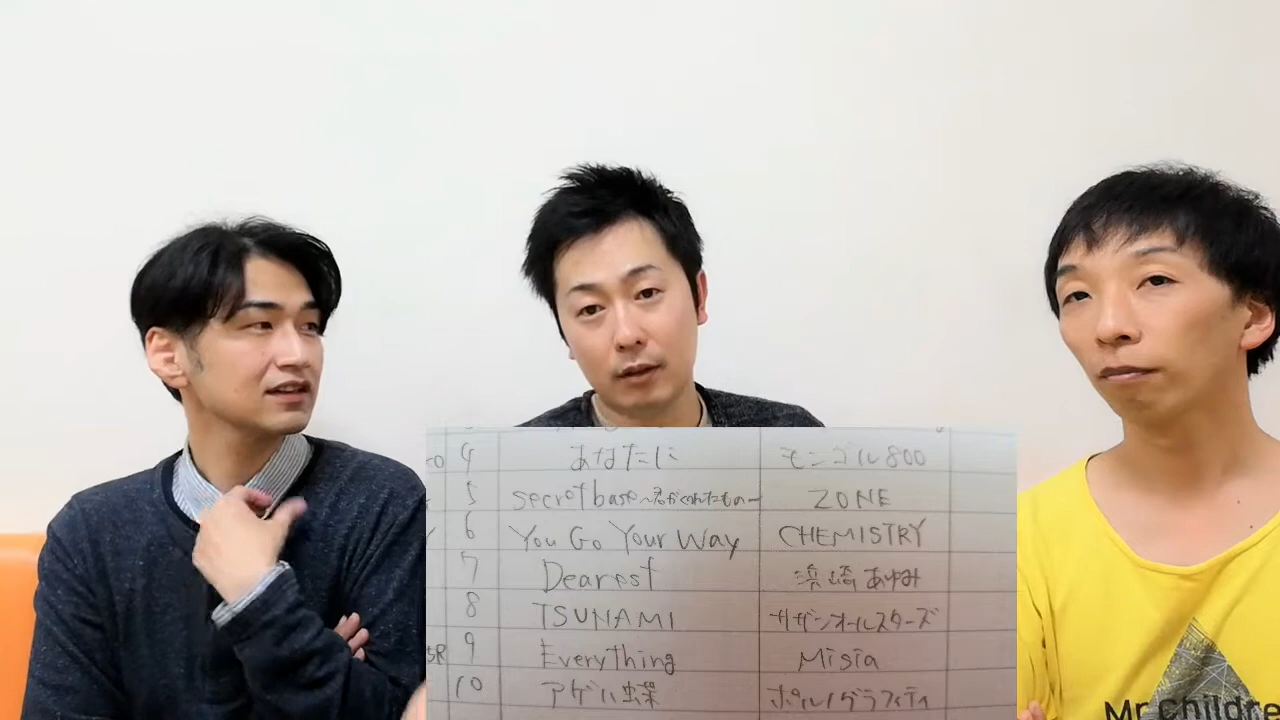 4 あなたに モンゴル800
5 secret base～君がくれたもの～ ZONE
6 You Go Your Way CHEMISTRY
7 Dearest 浜崎あゆみ
8 TSUNAMI サザンオールスターズ
SR 9 Everything Misia
10 アゲハ蝶 ポルノグラフィティ
Mr.Childre